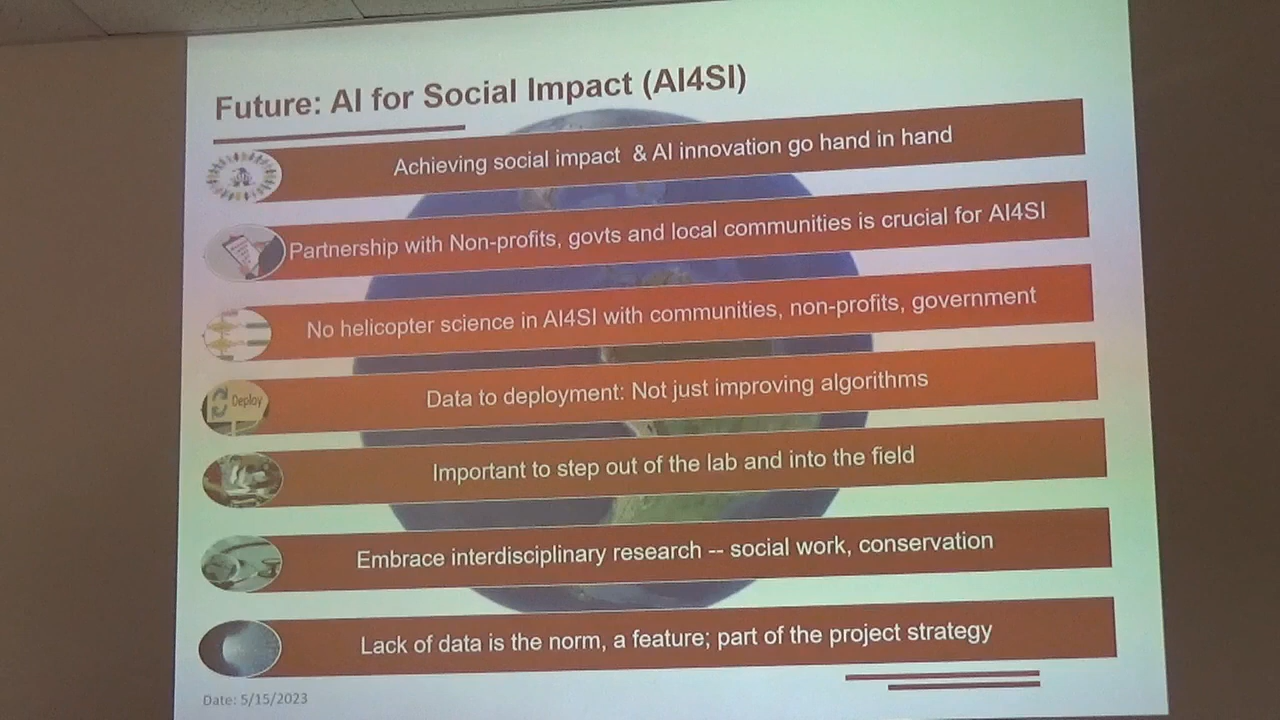 Future: AI for Social Impact (AI4SI)
Achieving social impact & AI innovation go hand in hand
Partnership with Non-profits, govts and local communities is crucial for AI4SI
No helicopter science in AI4SI with communities, non-profits, government
Data to deployment: Not just improving algorithms
Deploy
Important to step out of the lab and into the field
Embrace interdisciplinary research -- social work, conservation
Lack of data is the norm, a feature; part of the project strategy
Date: 5/15/2023